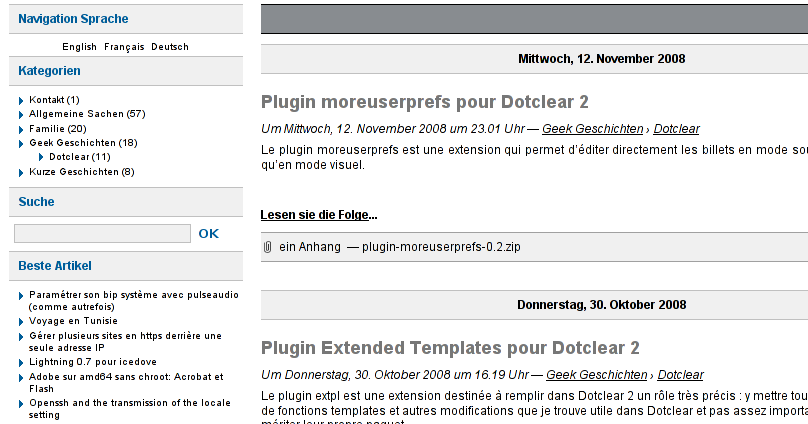 Navigation Sprache
English Français Deutsch
Kategorien
Kontakt (1)
Allgemeine Sachen (57)
Familie (20)
Geek Geschichten (18)
Dotclear (11)
Kurze Geschichten (8)
Suche
OK
Beste Artikel
Paramétrer son bip système avec pulseaudio
(comme autrefois)
Voyage en Tunisie
Gérer plusieurs sites en https derrière une
seule adresse IP
Lightning 0.7 pour icedove
Adobe sur amd64 sans chroot: Acrobat et
Flash
Openssh and the transmission of the locale
setting
Mittwoch, 12. November 2008
Plugin moreuserprefs pour Dotclear 2
Um Mittwoch, 12. November 2008 um 23.01 Uhr — Geek Geschichten › Dotclear
Le plugin moreuserprefs est une extension qui permet d'éditer directement les billets en mode sou
qu'en mode visuel.
Lesen sie die Folge...
ein Anhang — plugin-moreuserprefs-0.2.zip
Donnerstag, 30. Oktober 2008
Plugin Extended Templates pour Dotclear 2
Um Donnerstag, 30. Oktober 2008 um 16.19 Uhr — Geek Geschichten › Dotclear
Le plugin extpl est une extension destinée à remplir dans Dotclear 2 un rôle très précis : y mettre tou
de fonctions templates et autres modifications que je trouve utile dans Dotclear et pas assez importa
mériter leur propre paquet